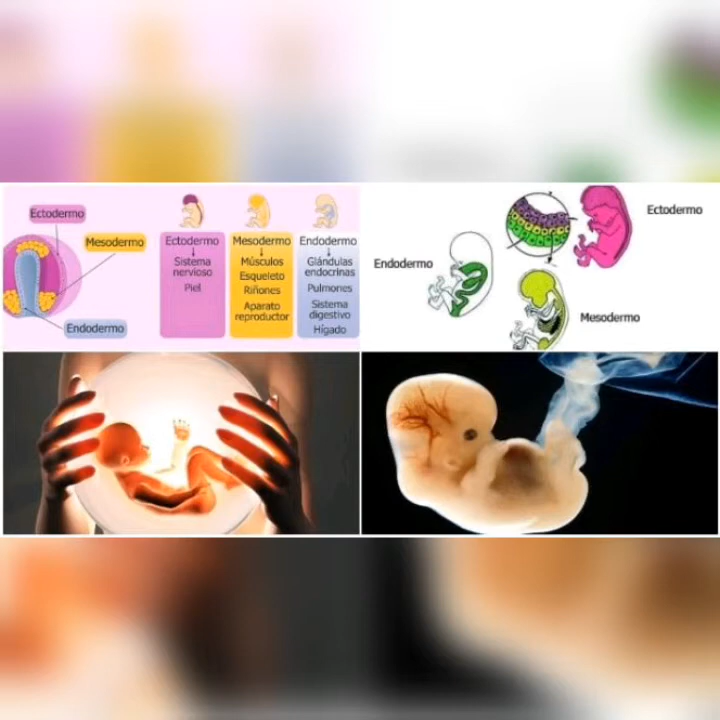 Ectodermo
Mesodermo
Endodermo
Ectodermo
↓
Sistema
nervioso
Piel
Mesodermo
↓
Músculos
Esqueleto
Riñones
Aparato
reproductor
Endodermo
↓
Glándulas
endocrinas
Pulmones
Sistema
digestivo
Hígado
Endodermo
Ectodermo
Mesodermo